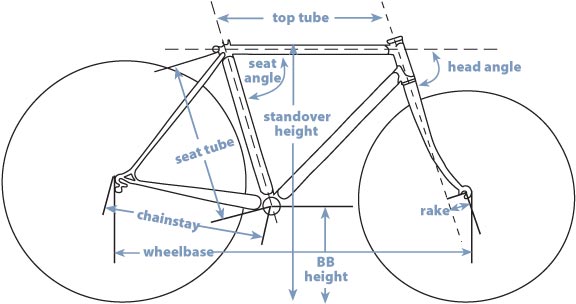 top tube
seat
angle
head angle
standover
height
seat tube
chainstay
rake
wheelbase
BB
height